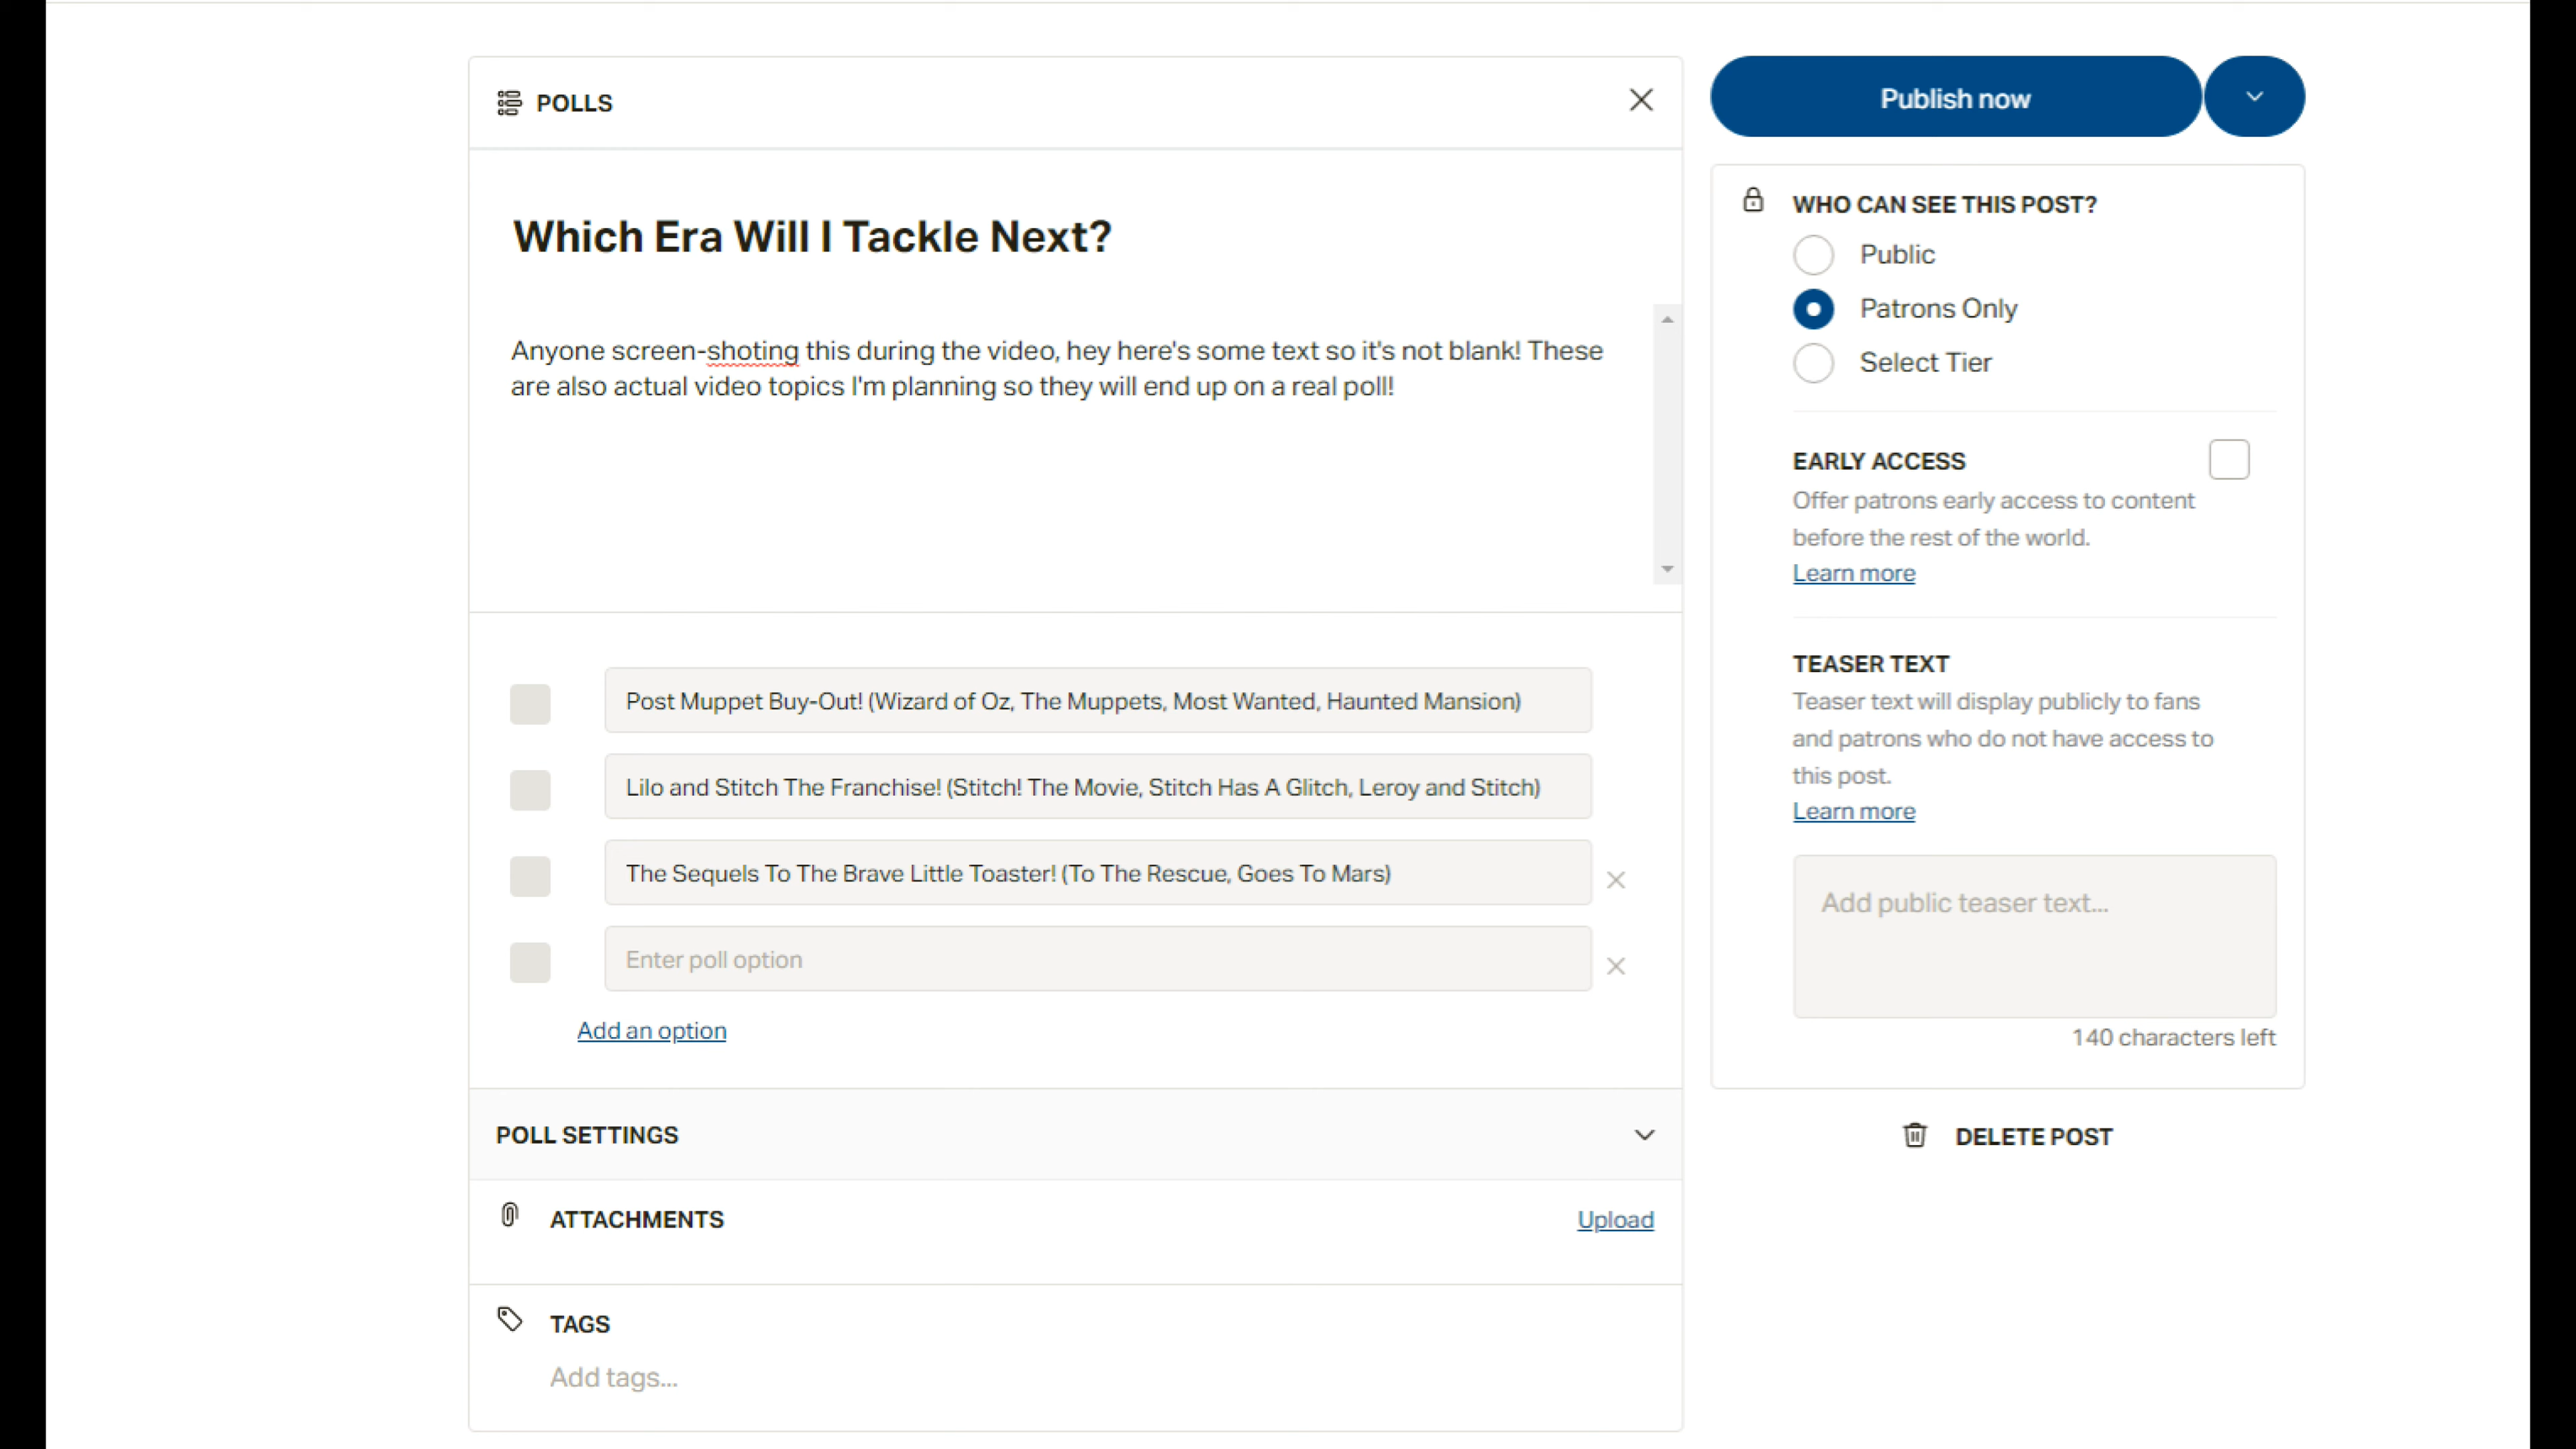 POLLS
Which Era Will I Tackle Next?
Anyone screen-shoting this during the video, hey here's some text so it's not blank! These
are also actual video topics I'm planning so they will end up on a real poll!
Post Muppet Buy-Out! (Wizard of Oz, The Muppets, Most Wanted, Haunted Mansion)
Lilo and Stitch The Franchise! (Stitch! The Movie, Stitch Has A Glitch, Leroy and Stitch)
The Sequels To The Brave Little Toaster! (To The Rescue, Goes To Mars)
Enter poll option
Add an option
POLL SETTINGS
ATTACHMENTS
Upload
TAGS
Add tags...
Publish now
WHO CAN SEE THIS POST?
Public
Patrons Only
Select Tier
EARLY ACCESS
Offer patrons early access to content
before the rest of the world.
Learn more
TEASER TEXT
Teaser text will display publicly to fans
and patrons who do not have access to
this post.
Learn more
Add public teaser text...
140 characters left
DELETE POST